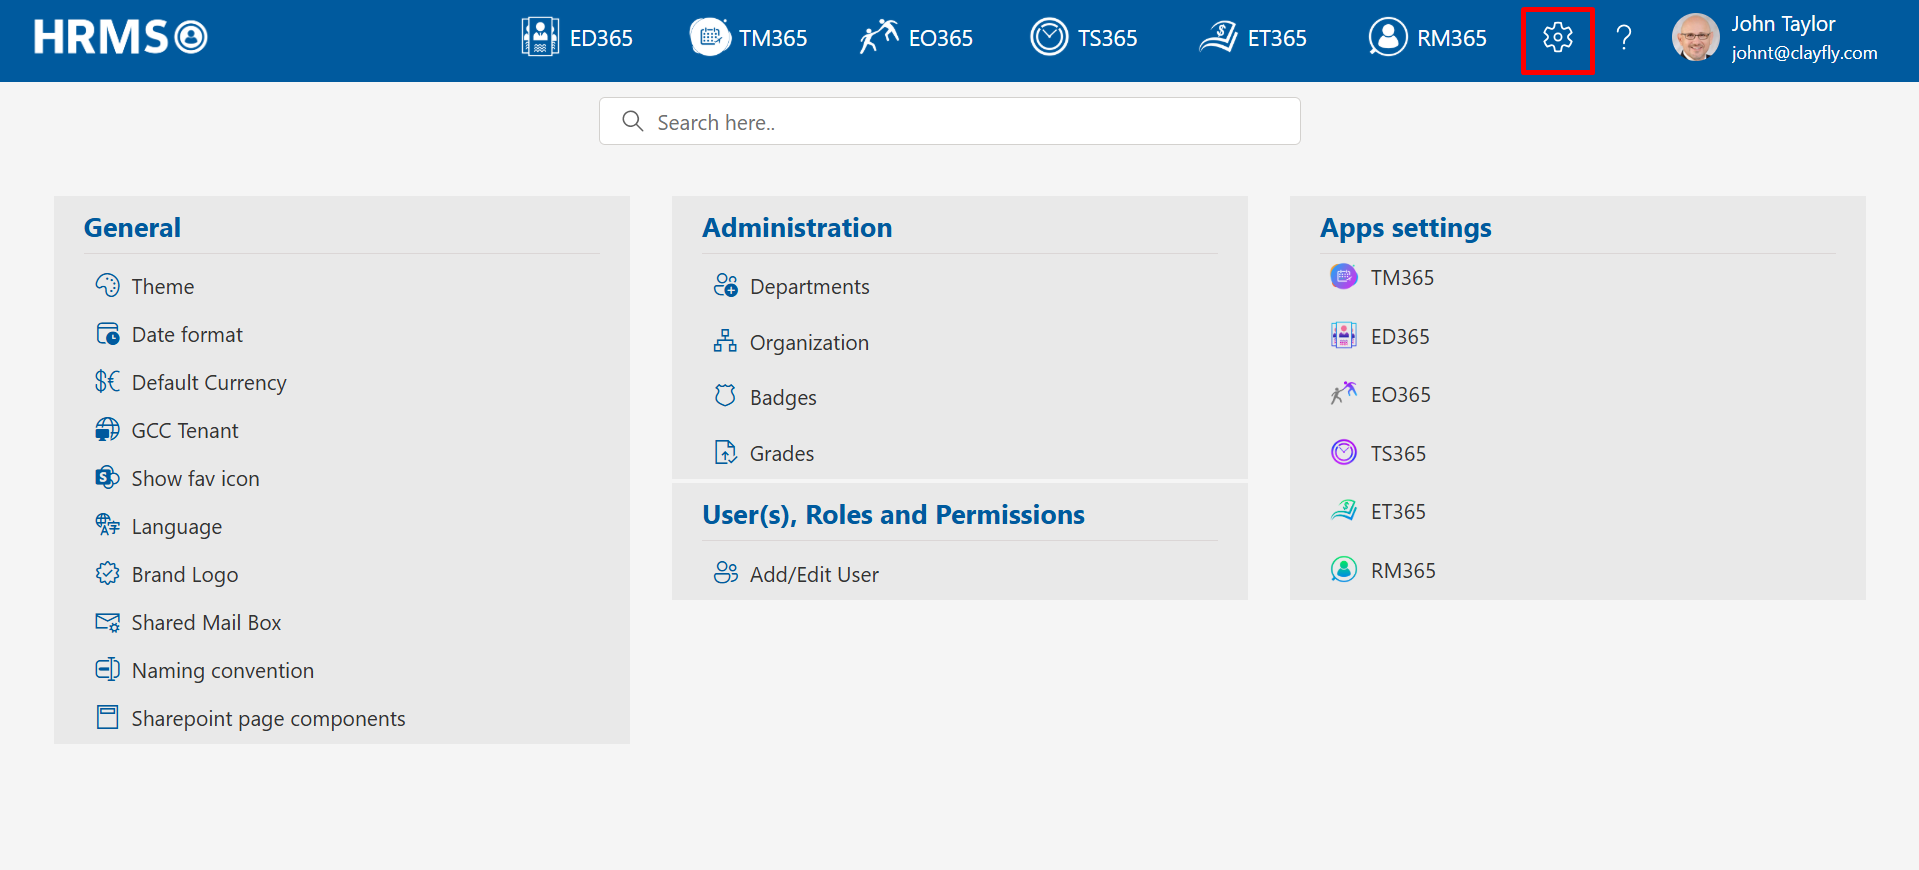 HRMS
ED365
TM365
EO365
TS365
ET365
RM365
?
John Taylor
johnt@clayfly.com
Search here..
General
Theme
Date format
Default Currency
GCC Tenant
Show fav icon
Language
Brand Logo
Shared Mail Box
Naming convention
Sharepoint page components
Administration
Departments
Organization
Badges
Grades
User(s), Roles and Permissions
Add/Edit User
Apps settings
TM365
ED365
EO365
TS365
ET365
RM365